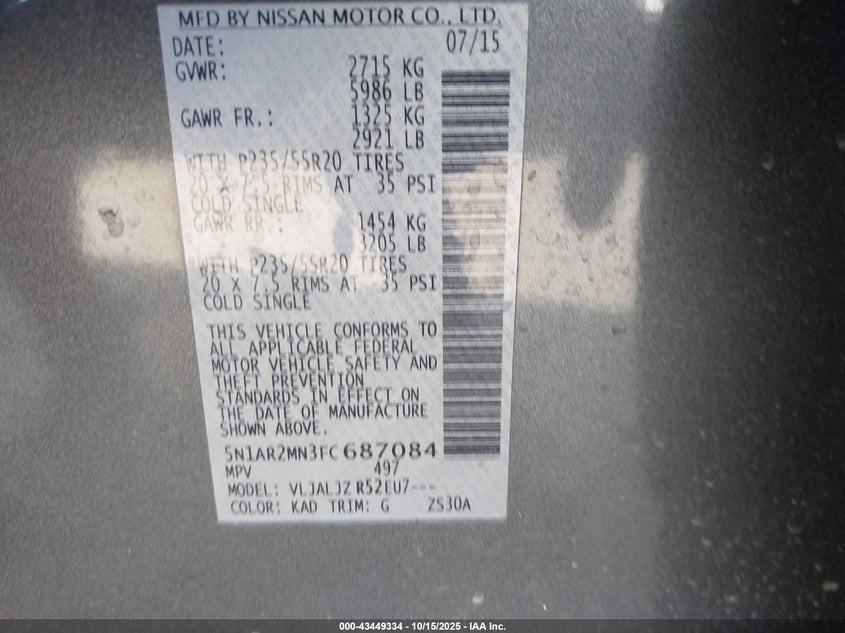 MFD BY NISSAN MOTOR CO., LTD.
DATE: 07/15
GVWR: 2715 KG
5986 LB
GAWR FR.: 1325 KG
2921 LB
WITH P235/55R20 TIRES
20 X 7.5 RIMS AT 35 PSI
COLD SINGLE
GAWR RR.: 1454 KG
3205 LB
WITH P235/55R20 TIRES
20 X 7.5 RIMS AT 35 PSI
COLD SINGLE
THIS VEHICLE CONFORMS TO
ALL APPLICABLE FEDERAL
MOTOR VEHICLE SAFETY AND
THEFT PREVENTION
STANDARDS IN EFFECT ON
THE DATE OF MANUFACTURE
SHOWN ABOVE.
5N1AR2MN3FC687084
MPV 497
MODEL: VLJALJZ R52EU7---
COLOR: KAD TRIM: G ZS30A
000-43449334 - 10/15/2025 - IAA Inc.